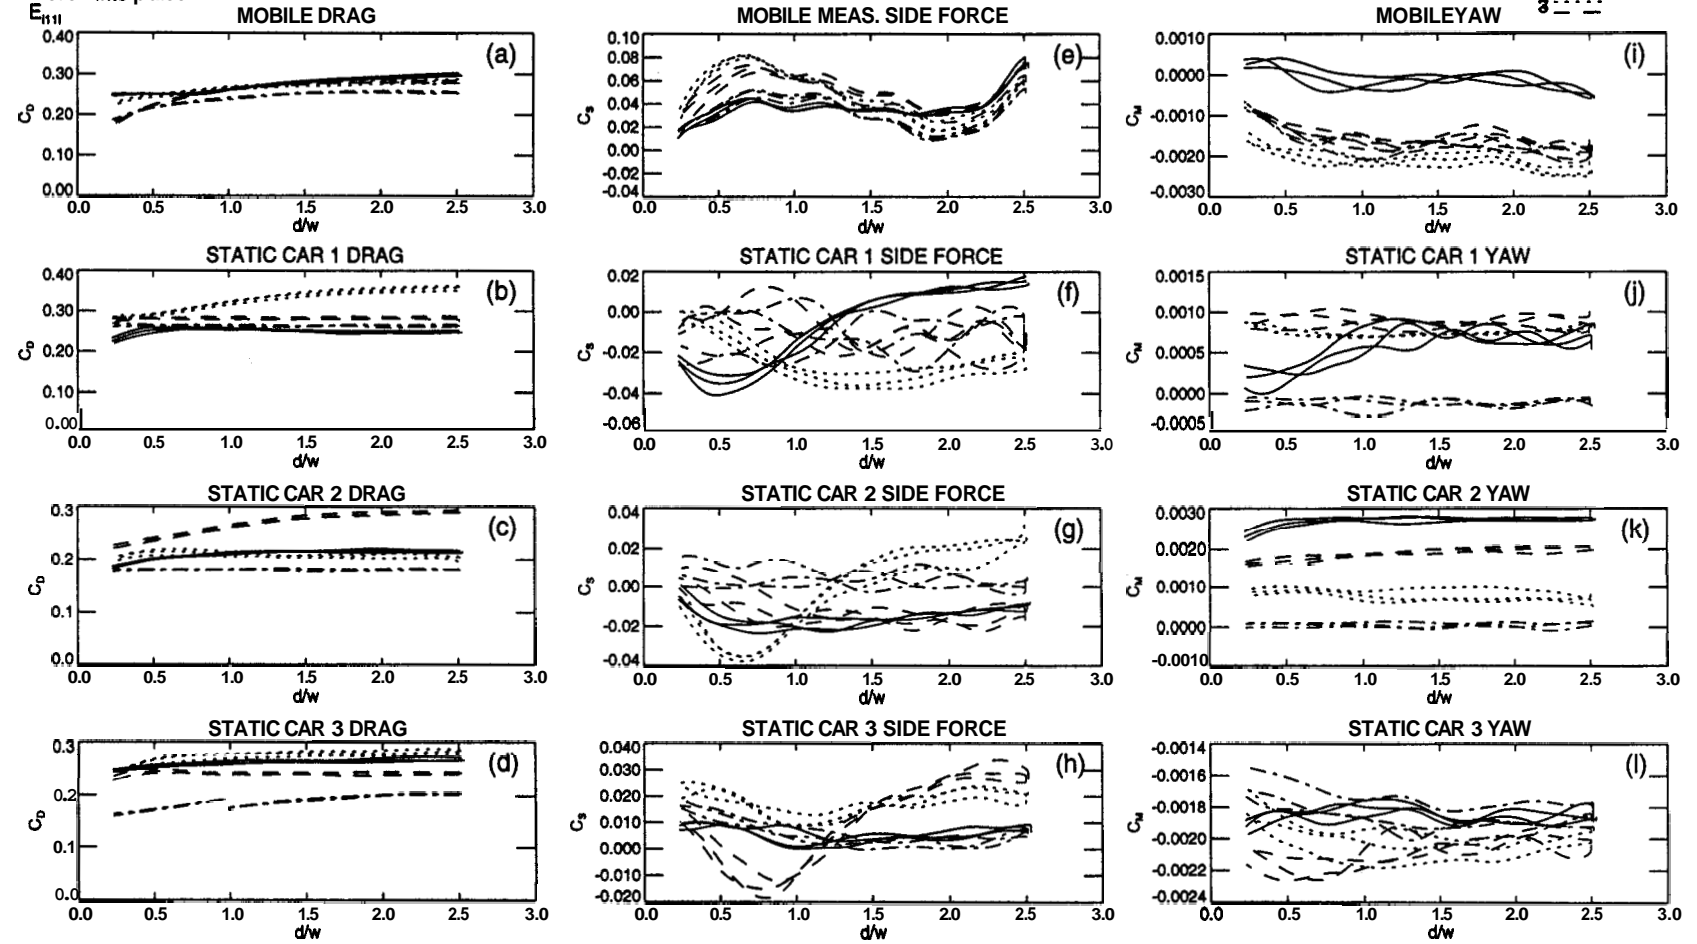 E[11]
3
MOBILE DRAG
MOBILE MEAS. SIDE FORCE
MOBILEYAW
(a)
(e)
(i)
0.40
0.30
0.20
0.10
0.00
C_D
0.0 0.5 1.0 1.5 2.0 2.5 3.0
d/w
0.10
0.08
0.06
0.04
0.02
0.00
-0.02
-0.04
C_S
0.0 0.5 1.0 1.5 2.0 2.5 3.0
d/w
0.0010
0.0000
-0.0010
-0.0020
-0.0030
C_M
0.0 0.5 1.0 1.5 2.0 2.5 3.0
d/w
STATIC CAR 1 DRAG
STATIC CAR 1 SIDE FORCE
STATIC CAR 1 YAW
(b)
(f)
(j)
0.40
0.30
0.20
0.10
0.00
C_D
0.0 0.5 1.0 1.5 2.0 2.5 3.0
d/w
0.02
0.00
-0.02
-0.04
-0.06
C_S
0.0 0.5 1.0 1.5 2.0 2.5 3.0
d/w
0.0015
0.0010
0.0005
0.0000
-0.0005
C_M
0.0 0.5 1.0 1.5 2.0 2.5 3.0
d/w
STATIC CAR 2 DRAG
STATIC CAR 2 SIDE FORCE
STATIC CAR 2 YAW
(c)
(g)
(k)
0.3
0.2
0.1
0.0
C_D
0.0 0.5 1.0 1.5 2.0 2.5 3.0
d/w
0.04
0.02
0.00
-0.02
-0.04
C_S
0.0 0.5 1.0 1.5 2.0 2.5 3.0
d/w
0.0030
0.0020
0.0010
0.0000
-0.0010
C_M
0.0 0.5 1.0 1.5 2.0 2.5 3.0
d/w
STATIC CAR 3 DRAG
STATIC CAR 3 SIDE FORCE
STATIC CAR 3 YAW
(d)
(h)
(l)
0.3
0.2
0.1
0.0
C_D
0.0 0.5 1.0 1.5 2.0 2.5 3.0
d/w
0.040
0.030
0.020
0.010
0.000
-0.010
-0.020
C_S
0.0 0.5 1.0 1.5 2.0 2.5 3.0
d/w
-0.0014
-0.0016
-0.0018
-0.0020
-0.0022
-0.0024
C_M
0.0 0.5 1.0 1.5 2.0 2.5 3.0
d/w